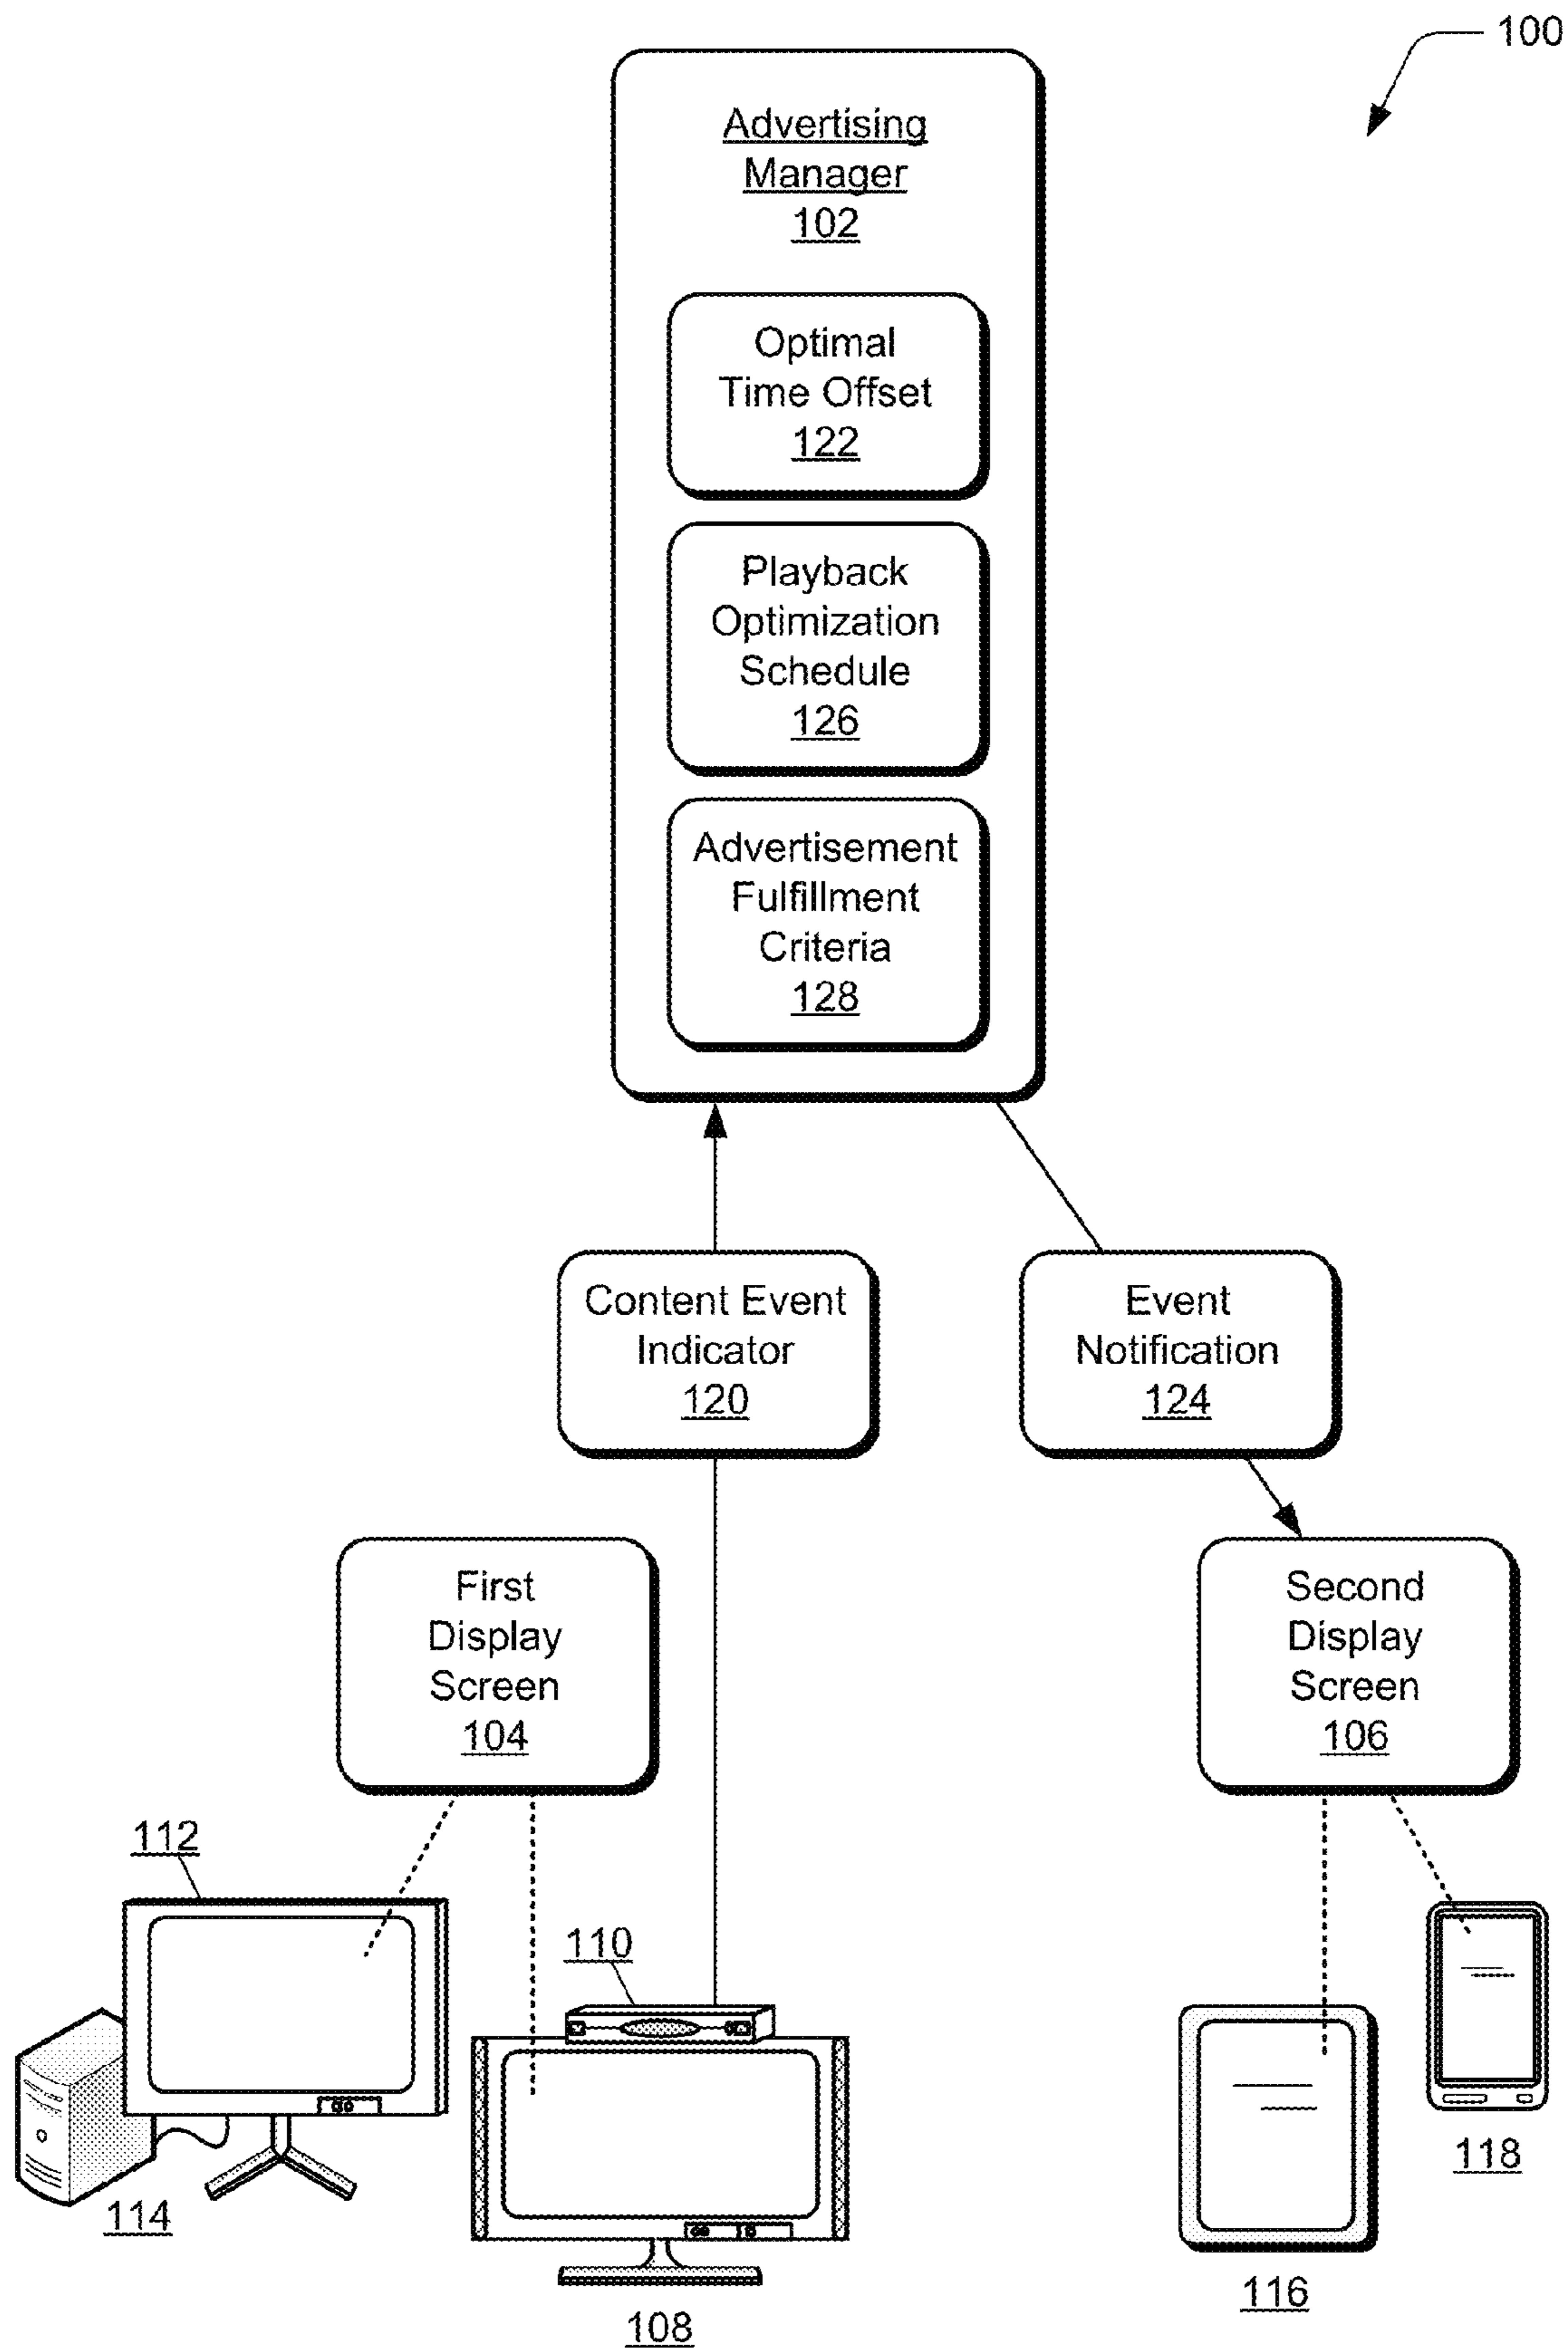 100
Advertising
Manager
102
Optimal
Time Offset
122
Playback
Optimization
Schedule
126
Advertisement
Fulfillment
Criteria
128
Content Event
Indicator
120
Event
Notification
124
First
Display
Screen
104
Second
Display
Screen
106
112
110
114
108
116
118